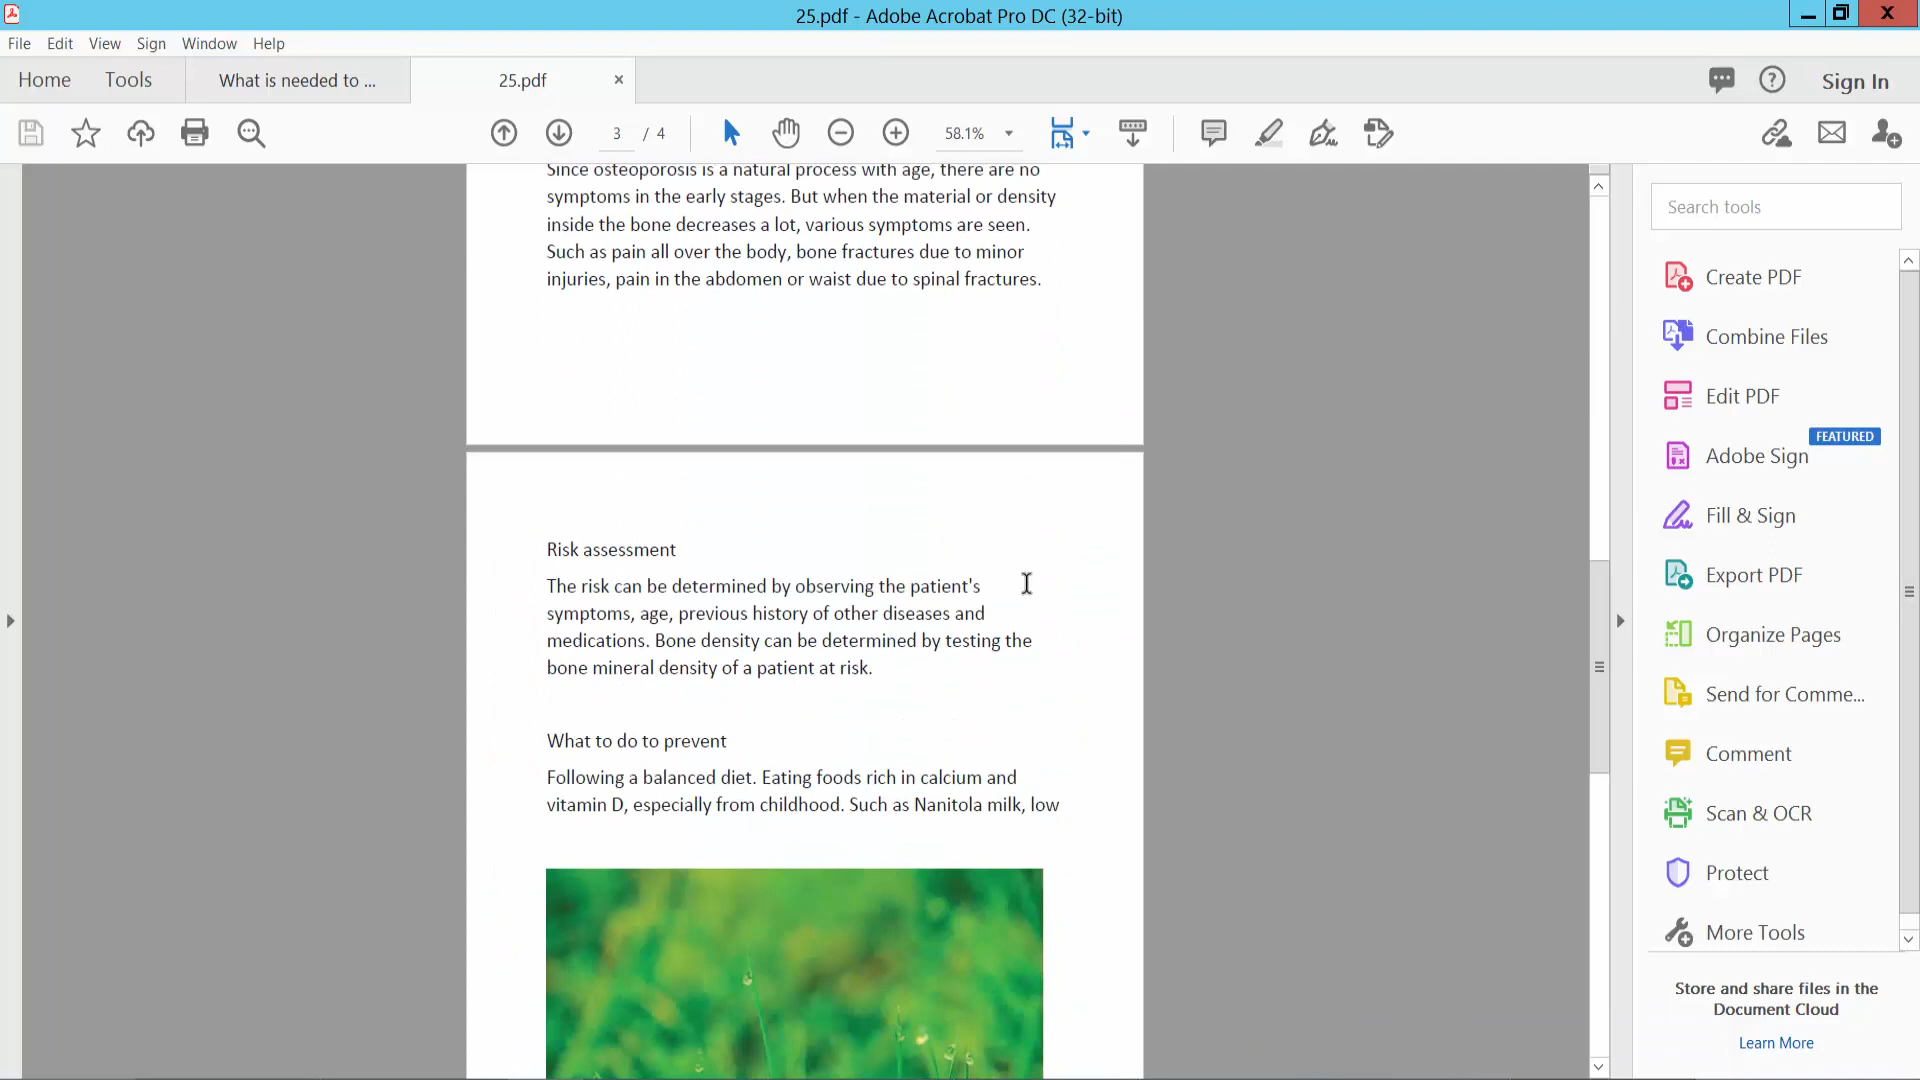 25.pdf - Adobe Acrobat Pro DC (32-bit)
File Edit View Sign Window Help
Home Tools What is needed to ... 25.pdf × Sign In
3 / 4 58.1%
Search tools
Since osteoporosis is a natural process with age, there are no
symptoms in the early stages. But when the material or density
inside the bone decreases a lot, various symptoms are seen.
Such as pain all over the body, bone fractures due to minor
injuries, pain in the abdomen or waist due to spinal fractures.
Risk assessment
The risk can be determined by observing the patient's
symptoms, age, previous history of other diseases and
medications. Bone density can be determined by testing the
bone mineral density of a patient at risk.
What to do to prevent
Following a balanced diet. Eating foods rich in calcium and
vitamin D, especially from childhood. Such as Nanitola milk, low
Create PDF
Combine Files
Edit PDF
FEATURED
Adobe Sign
Fill & Sign
Export PDF
Organize Pages
Send for Comme...
Comment
Scan & OCR
Protect
More Tools
Store and share files in the
Document Cloud
Learn More